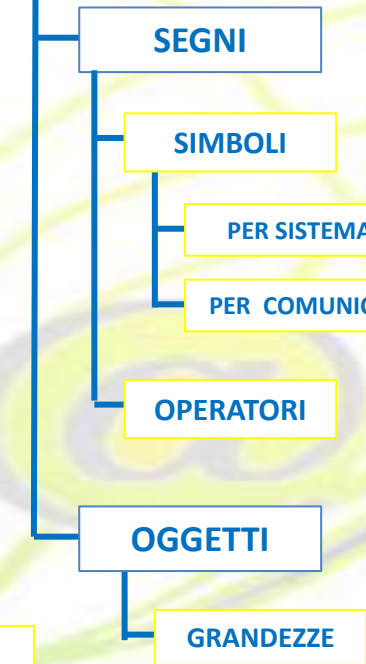 SEGNI
SIMBOLI
PER SISTEMA
PER COMUNIC
OPERATORI
OGGETTI
GRANDEZZE